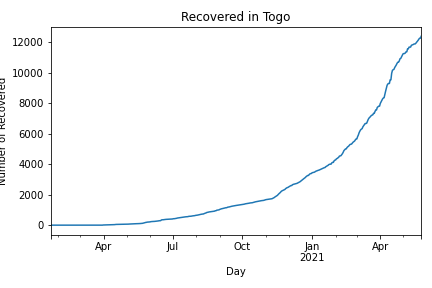 Recovered in Togo
Number of Recovered
12000
10000
8000
6000
4000
2000
0
Apr
Jul
Oct
Jan
2021
Apr
Day